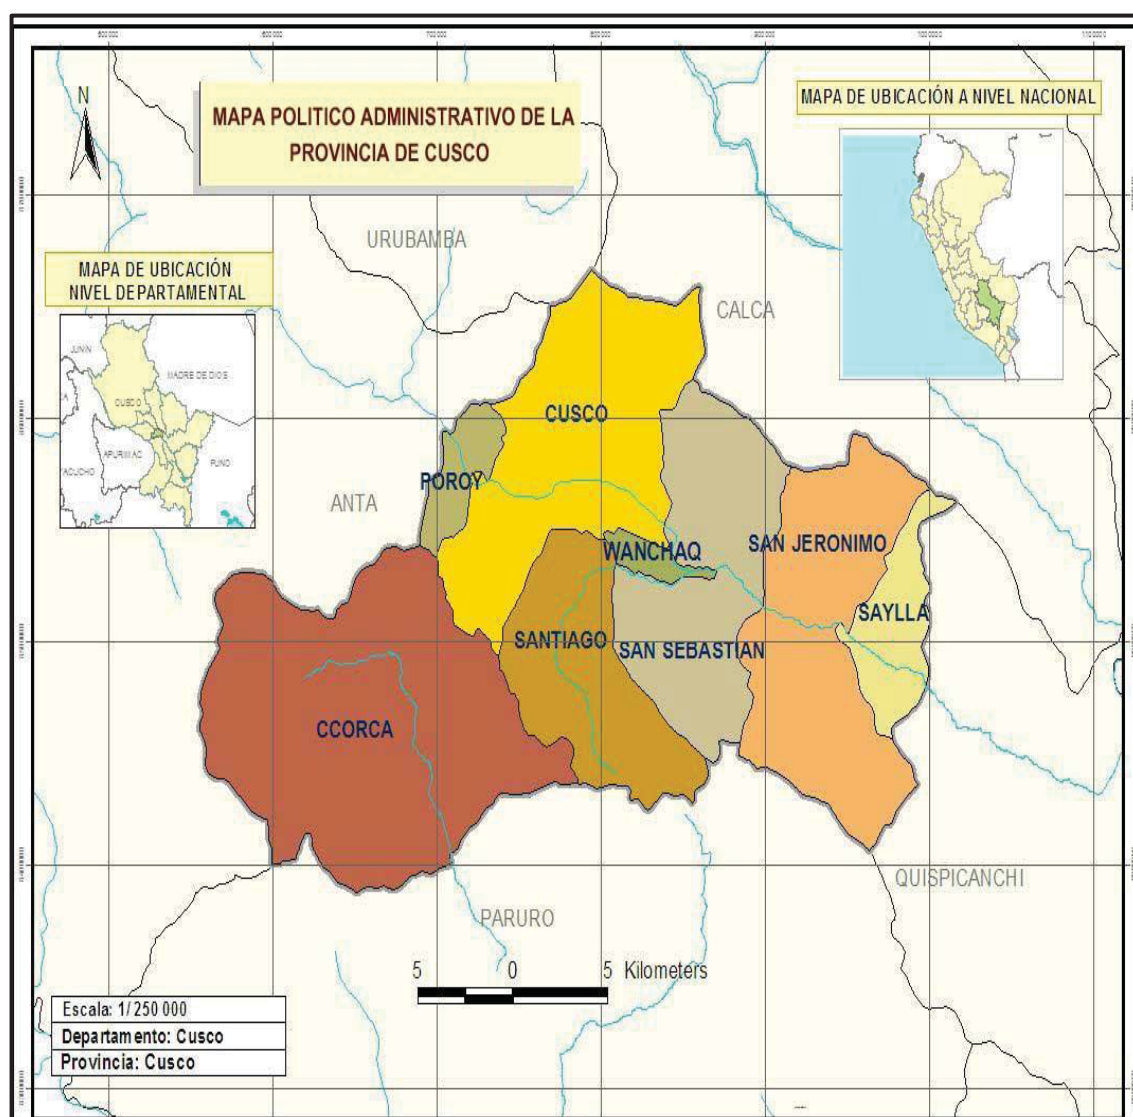 N
MAPA POLITICO ADMINISTRATIVO DE LA
PROVINCIA DE CUSCO
MAPA DE UBICACIÓN A NIVEL NACIONAL
MAPA DE UBICACIÓN
NIVEL DEPARTAMENTAL
JUNIN
MADRE DE DIOS
CUSCO
APURIMAC
PUNO
URUBAMBA
CALCA
ANTA
CUSCO
POROY
WANCHAQ
SAN JERONIMO
SAYLLA
SANTIAGO
SAN SEBASTIAN
CCORCA
QUISPICANCHI
PARURO
5 0 5 Kilometers
Escala: 1/ 250 000
Departamento: Cusco
Provincia: Cusco